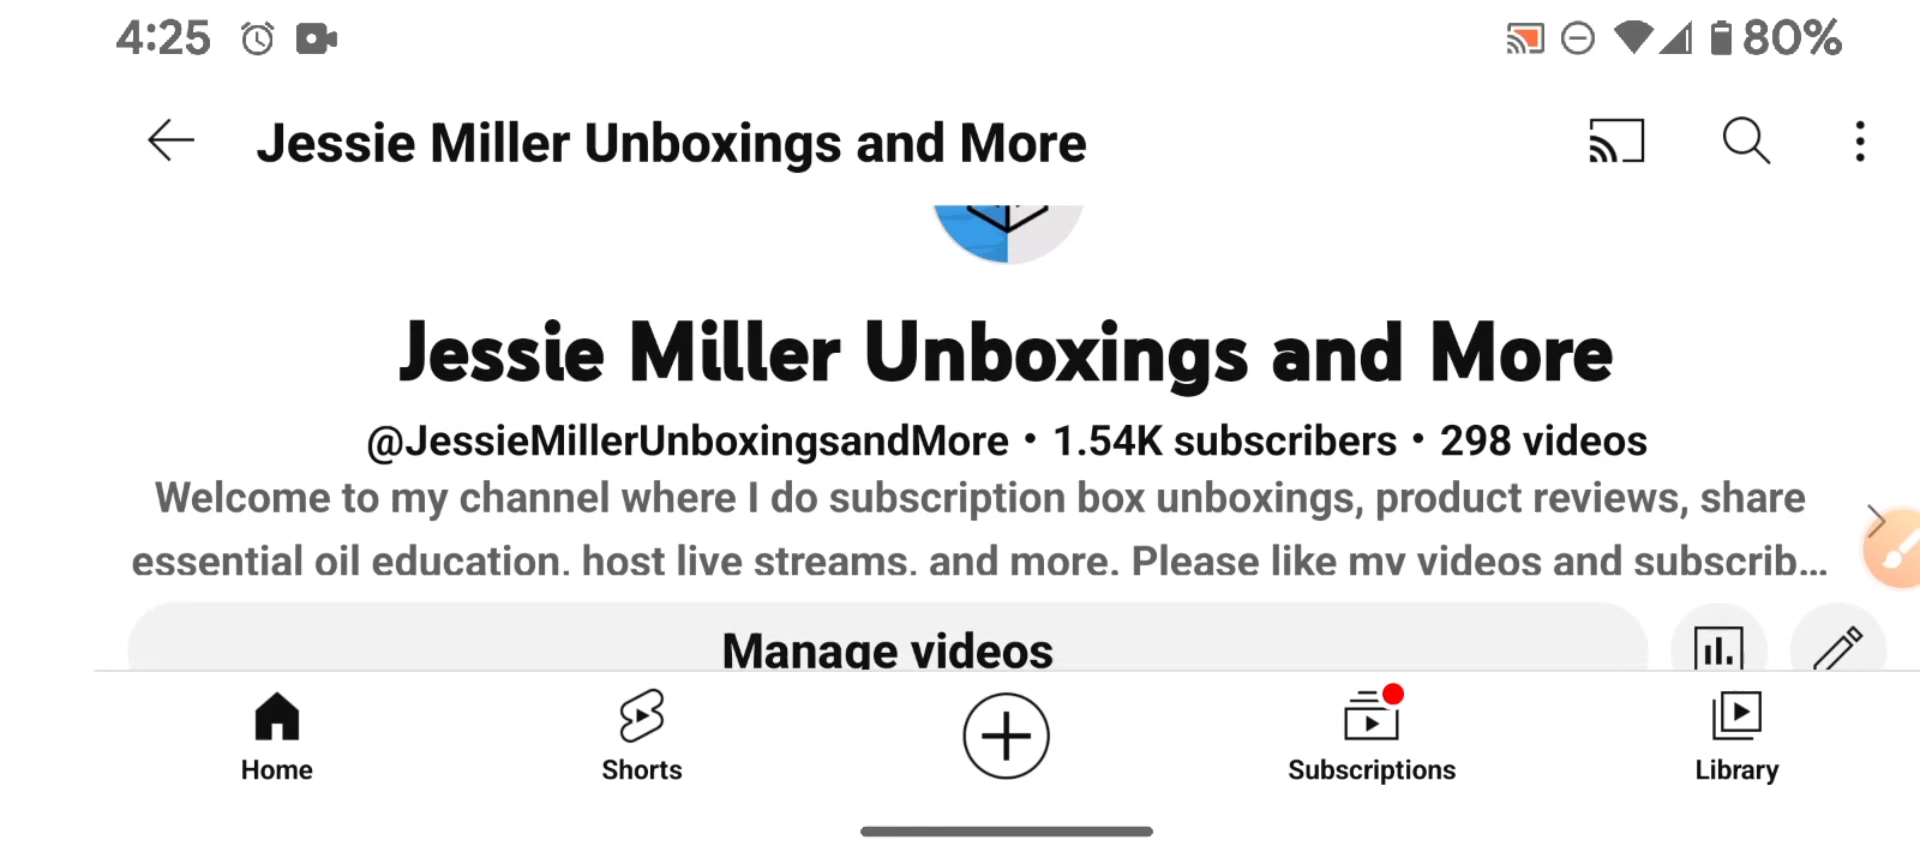 4:25
80%
Jessie Miller Unboxings and More
Jessie Miller Unboxings and More
@JessieMillerUnboxingsandMore • 1.54K subscribers • 298 videos
Welcome to my channel where I do subscription box unboxings, product reviews, share
essential oil education, host live streams, and more. Please like my videos and subscrib...
Manage videos
Home
Shorts
Subscriptions
Library